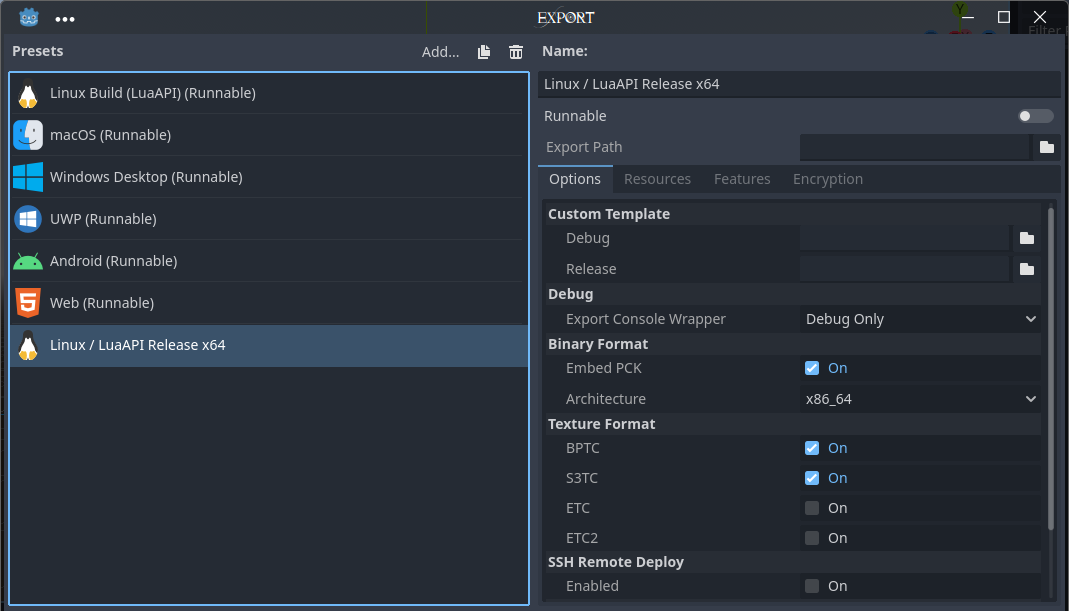 EXPORT
Y
Filter
Presets
Add...
Name:
Linux Build (LuaAPI) (Runnable)
macOS (Runnable)
Windows Desktop (Runnable)
UWP (Runnable)
Android (Runnable)
Web (Runnable)
Linux / LuaAPI Release x64
Linux / LuaAPI Release x64
Runnable
Export Path
Options Resources Features Encryption
Custom Template
Debug
Release
Debug
Export Console Wrapper Debug Only
Binary Format
Embed PCK On
Architecture x86_64
Texture Format
BPTC On
S3TC On
ETC On
ETC2 On
SSH Remote Deploy
Enabled On